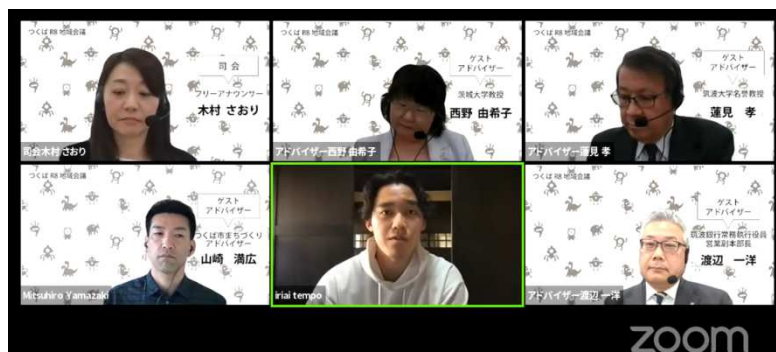 つくば R8 地域会議
司 会
フリーアナウンサー
木村 さおり
司会木村 さおり
つくば R8 地域会議
ゲスト
アドバイザー
茨城大学教授
西野 由希子
アドバイザー西野 由希子
つくば R8 地域会議
ゲスト
アドバイザー
筑波大学名誉教授
蓮見 孝
アドバイザー蓮見 孝
つくば R8 地域会議
ゲスト
アドバイザー
つくば市まちづくり
アドバイザー
山崎 満広
Mitsuhiro Yamazaki
iriai tempo
つくば R8 地域会議
ゲスト
アドバイザー
筑波銀行常務執行役員
営業副本部長
渡辺 一洋
アドバイザー渡辺 一洋
zoom